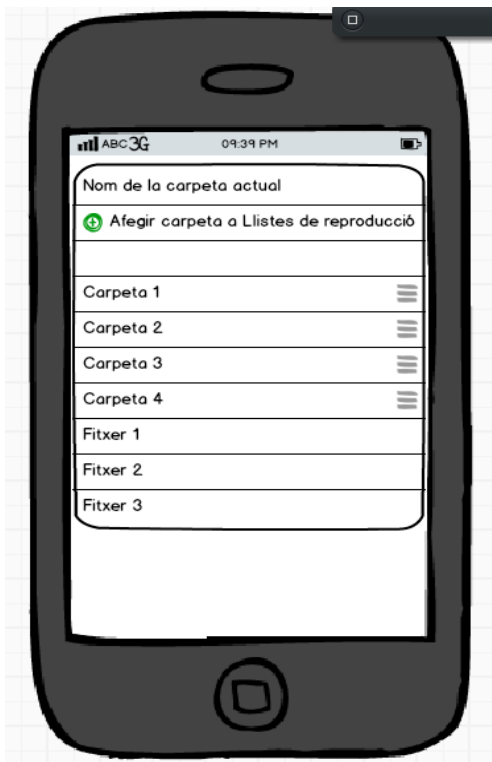 ABC 3G 09:39 PM
Nom de la carpeta actual
Afegir carpeta a Llistes de reproducció
Carpeta 1
Carpeta 2
Carpeta 3
Carpeta 4
Fitxer 1
Fitxer 2
Fitxer 3